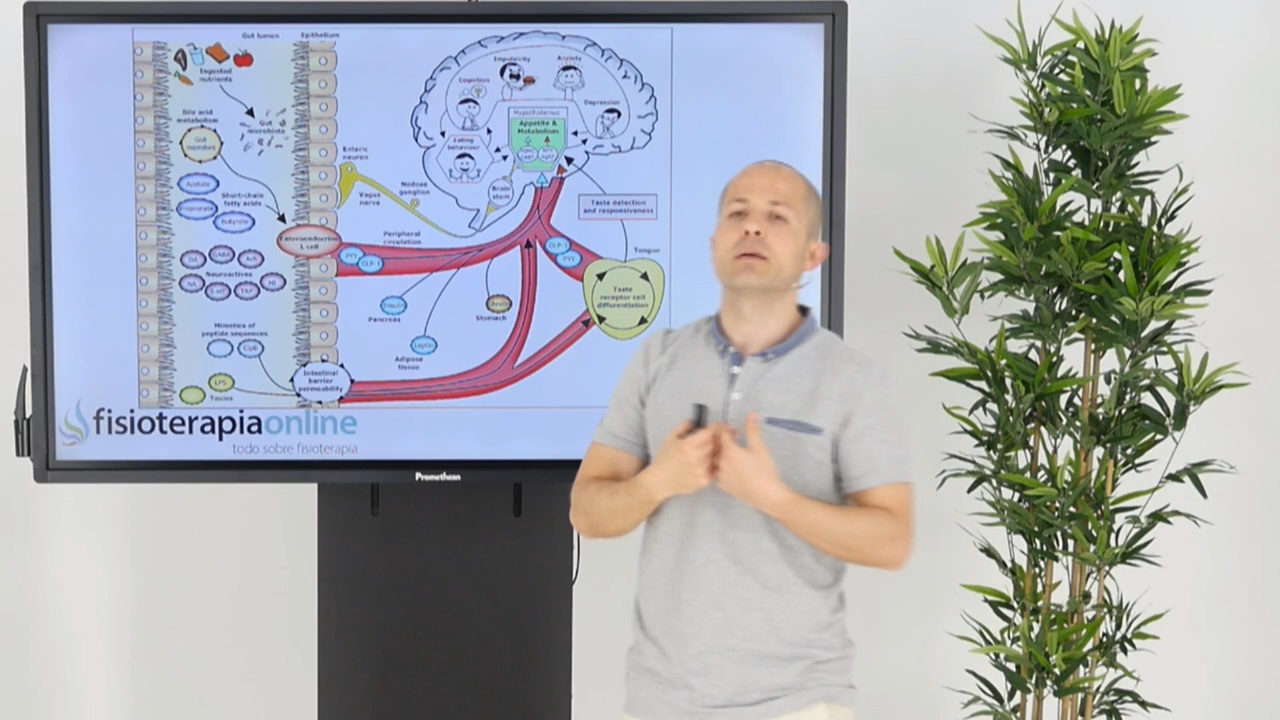 Gut lumen
Epithelium
Ingested
nutrients
Bile acid
metabolism
Gut
microbiota
Gut
microbes
Acetate
Propionate
Butyrate
Short-chain
fatty acids
Enteroendocrine
L cell
DA
GABA
Ach
Neuroactives
NA
5-HT
TRP
HI
Mimetics of
peptide sequences
ClpB
LPS
Toxins
Intestinal
barrier
permeability
Enteric
neuron
Vagus
nerve
Nodose
ganglion
Peripheral
circulation
PYY
GLP-1
Insulin
Pancreas
Leptin
Adipose
tissue
Ghrelin
Stomach
Impulsivity
Anxiety
Cognition
Depression
Hypothalamus
Appetite &
Metabolism
Eating
behaviour
Brain
stem
Taste detection
and responsiveness
Tongue
GLP-1
PYY
Taste
receptor cell
differentiation
fisioterapiaonline
todo sobre fisioterapia
Promethean